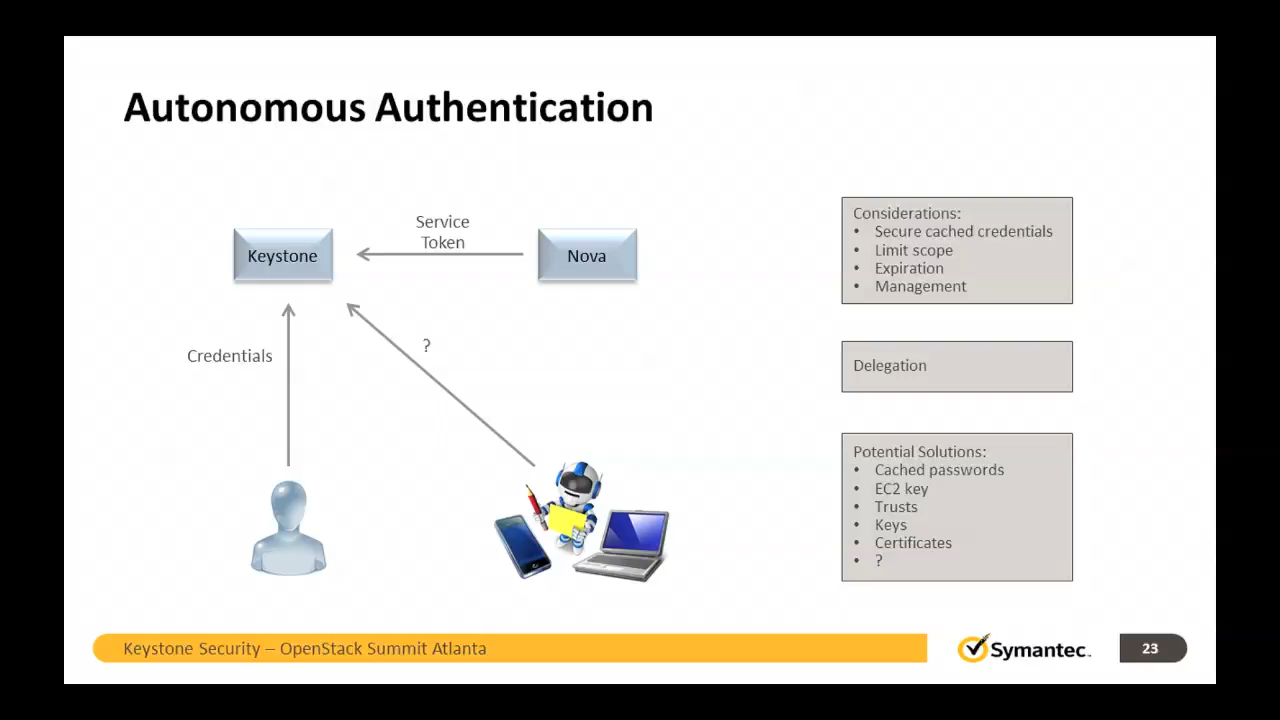 Autonomous Authentication
Service
Token
Keystone
Nova
Credentials
?
Considerations:
• Secure cached credentials
• Limit scope
• Expiration
• Management
Delegation
Potential Solutions:
• Cached passwords
• EC2 key
• Trusts
• Keys
• Certificates
• ?
Keystone Security – OpenStack Summit Atlanta
Symantec™
23